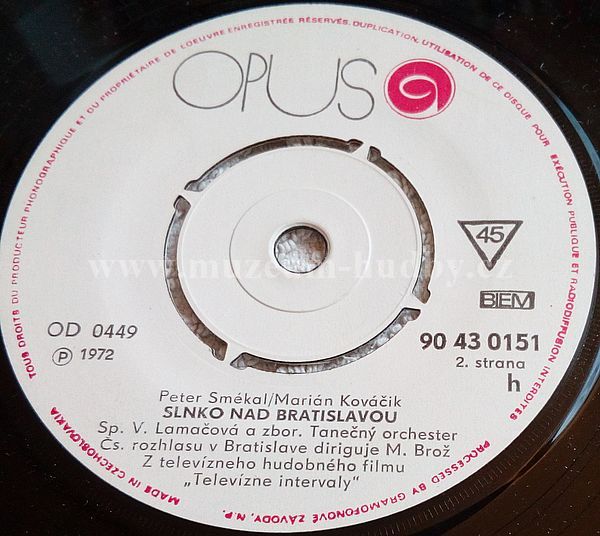 TOUS DROITS DU PRODUCTEUR PHONOGRAPHIQUE ET DU PROPRIÉTAIRE DE L'OEUVRE ENREGISTRÉE RÉSERVÉS. DUPLICATION, UTILISATION DE CE DISQUE POUR EXÉCUTION PUBLIQUE ET RADIODIFFUSION INTERDITES
OPUS
45
www.muzeum-hudby.cz
BIEM
OD 0449
90 43 0151
Ⓟ 1972
2. strana
h
Peter Smékal/Marián Kováčik
SLNKO NAD BRATISLAVOU
Sp. V. Lamačová a zbor. Tanečný orchester
Čs. rozhlasu v Bratislave diriguje M. Brož
Z televízneho hudobného filmu
„Televízne intervaly"
MADE IN CZECHOSLOVAKIA
PROCESSED BY GRAMOFONOVÉ ZÁVODY, N.P.